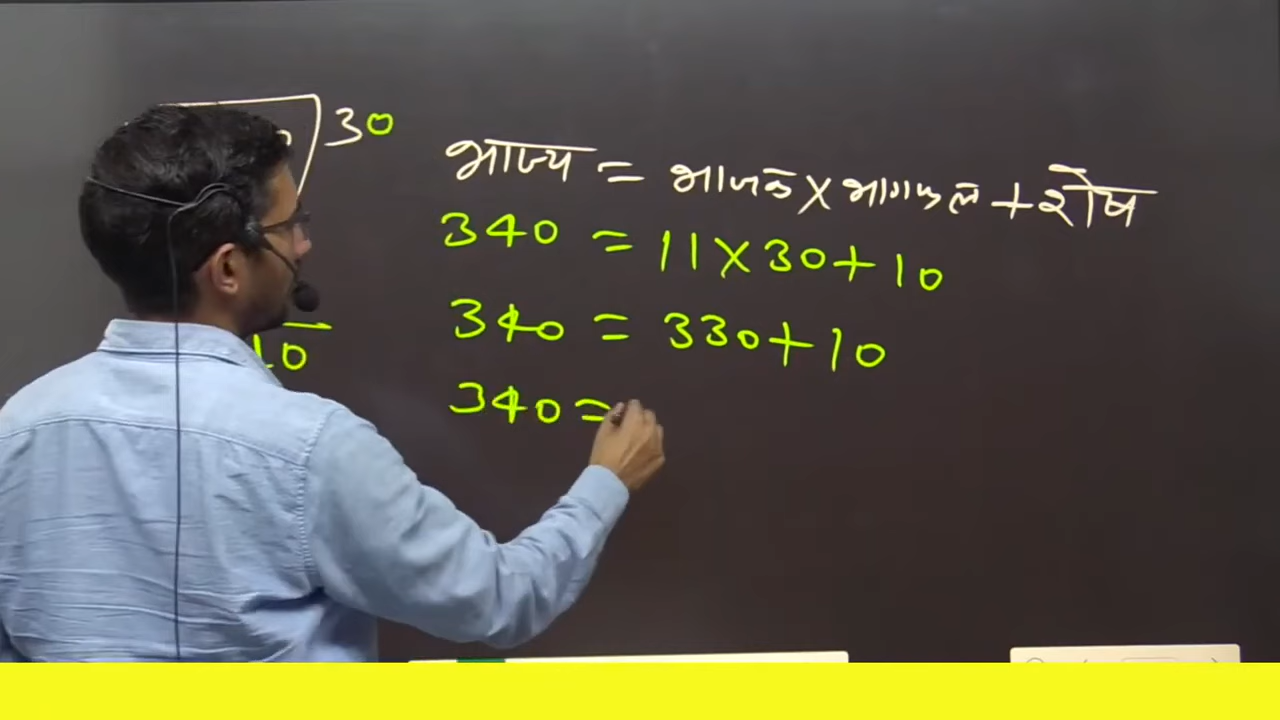 30
भाज्य = भाजक × भागफल + शेष
340 = 11 × 30 + 10
340 = 330 + 10
10
340 =